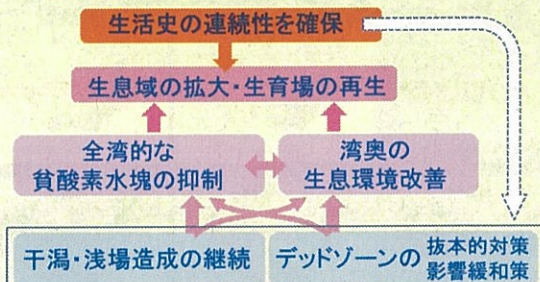 生活史の連続性を確保
生息域の拡大・生育場の再生
全湾的な
貧酸素水塊の抑制
湾奥の
生息環境改善
干潟・浅場造成の継続
デッドゾーンの 抜本的対策
影響緩和策